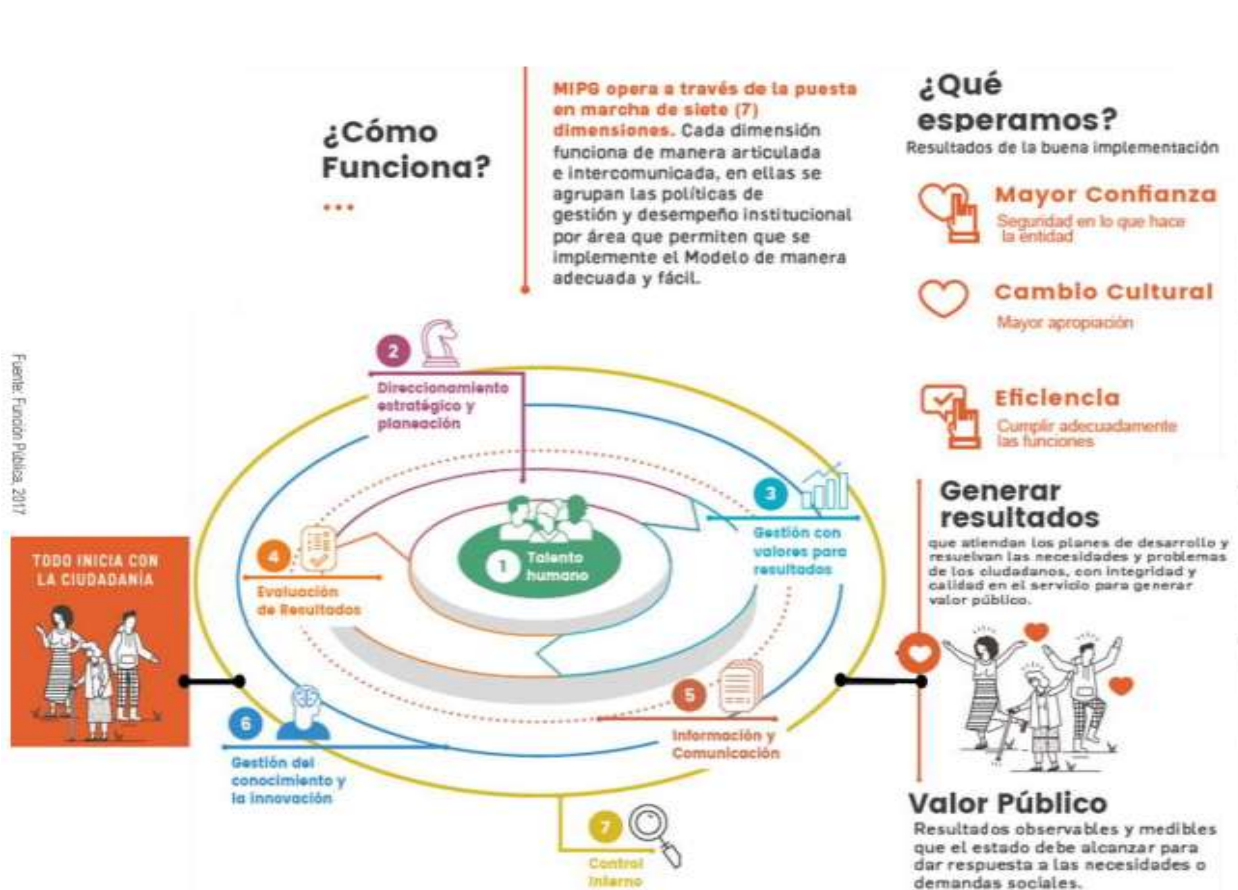 ¿Cómo
Funciona?
MIPG opera a través de la puesta
en marcha de siete (7)
dimensiones. Cada dimensión
funciona de manera articulada
e intercomunicada, en ellas se
agrupan las políticas de
gestión y desempeño institucional
por área que permiten que se
implemente el Modelo de manera
adecuada y fácil.
¿Qué
esperamos?
Resultados de la buena implementación
Mayor Confianza
Seguridad en lo que hace
la entidad
Cambio Cultural
Mayor apropiación
Eficiencia
Cumplir adecuadamente
las funciones
Generar
resultados
que atiendan los planes de desarrollo y
resuelvan las necesidades y problemas
de los ciudadanos, con integridad y
calidad en el servicio para generar
valor público.
Valor Público
Resultados observables y medibles
que el estado debe alcanzar para
dar respuesta a las necesidades o
demandas sociales.
Fuente: Función Pública, 2017
TODO INICIA CON
LA CIUDADANÍA
1
Talento
humano
2
Direccionamiento
estratégico y
planeación
3
Gestión con
valores para
resultados
4
Evaluación
de Resultados
5
Información y
Comunicación
6
Gestión del
conocimiento y
la innovación
7
Control
Interno